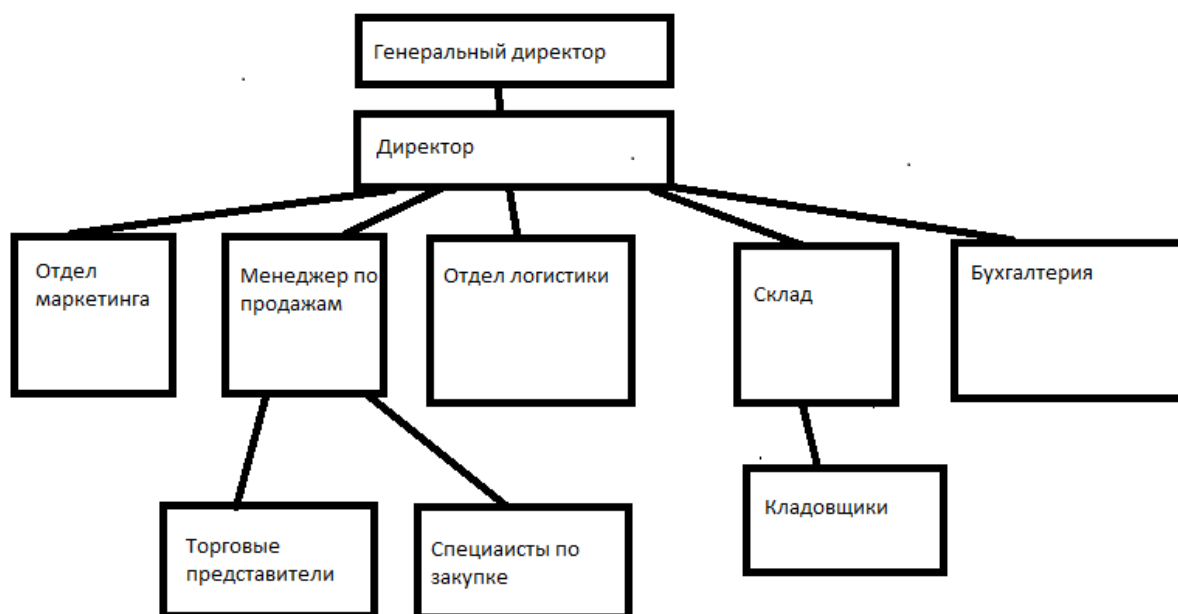 Генеральный директор
Директор
Отдел
маркетинга
Менеджер по
продажам
Отдел логистики
Склад
Бухгалтерия
Торговые
представители
Специаисты по
закупке
Кладовщики